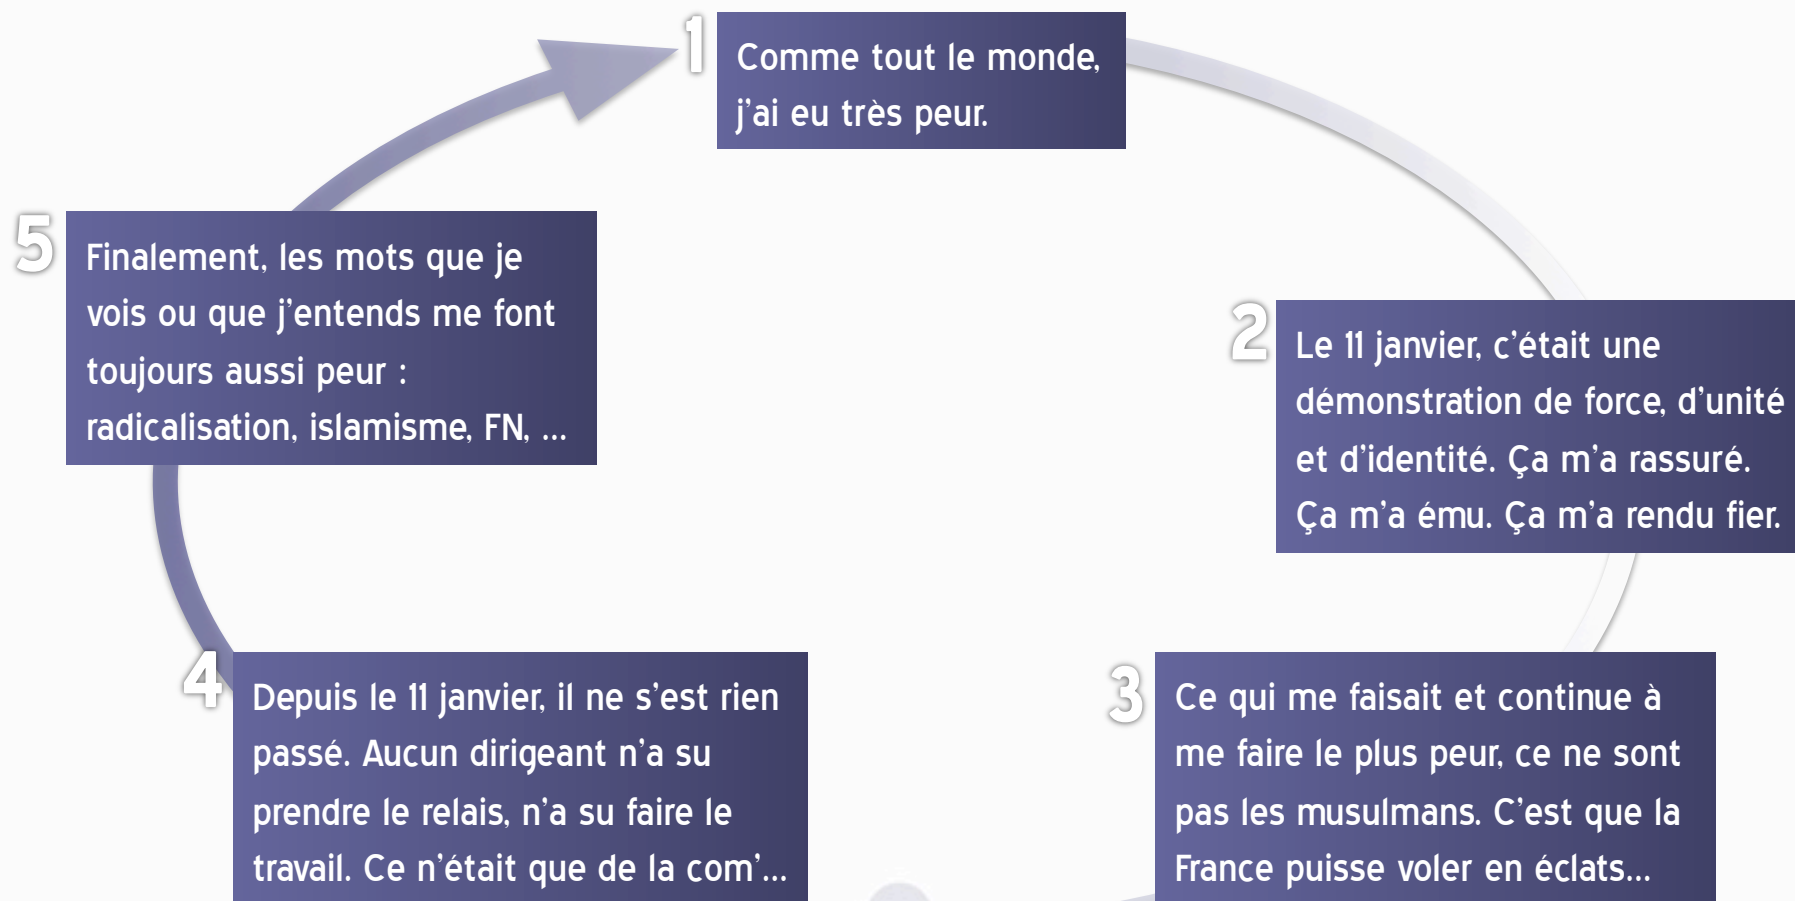 1
Comme tout le monde,
j'ai eu très peur.
2
Le 11 janvier, c'était une
démonstration de force, d'unité
et d'identité. Ça m'a rassuré.
Ça m'a ému. Ça m'a rendu fier.
3
Ce qui me faisait et continue à
me faire le plus peur, ce ne sont
pas les musulmans. C'est que la
France puisse voler en éclats...
4
Depuis le 11 janvier, il ne s'est rien
passé. Aucun dirigeant n'a su
prendre le relais, n'a su faire le
travail. Ce n'était que de la com'...
5
Finalement, les mots que je
vois ou que j'entends me font
toujours aussi peur :
radicalisation, islamisme, FN, ...